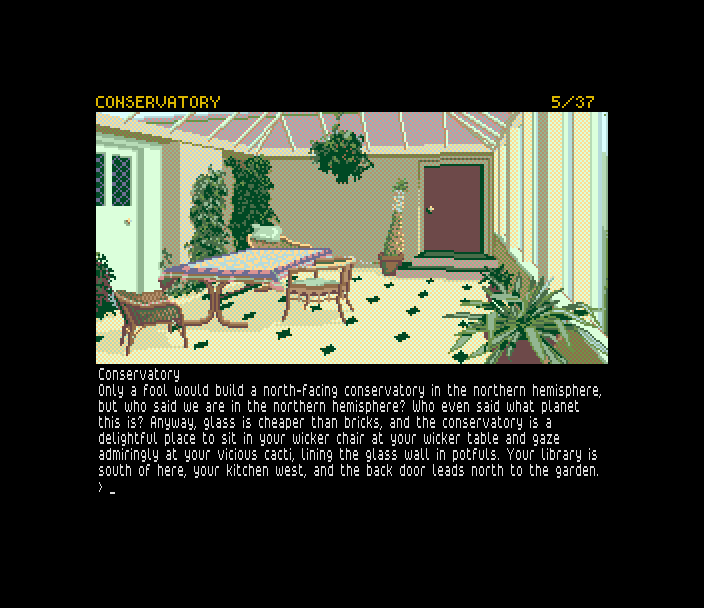 CONSERVATORY 5/37
Conservatory
Only a fool would build a north-facing conservatory in the northern hemisphere,
but who said we are in the northern hemisphere? Who even said what planet
this is? Anyway, glass is cheaper than bricks, and the conservatory is a
delightful place to sit in your wicker chair at your wicker table and gaze
admiringly at your vicious cacti, lining the glass wall in potfuls. Your library is
south of here, your kitchen west, and the back door leads north to the garden.
> _